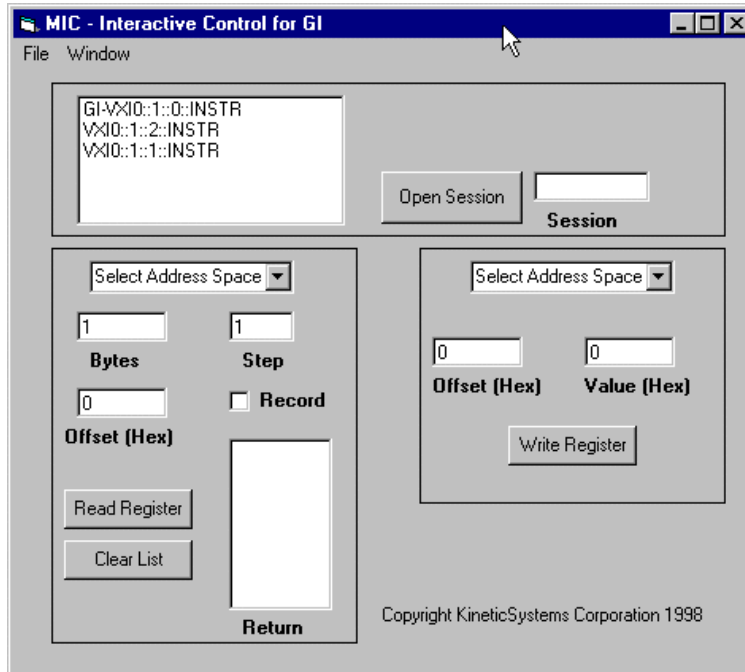 MIC - Interactive Control for GI
File Window
GI-VXI0::1::0::INSTR
VXI0::1::2::INSTR
VXI0::1::1::INSTR
Open Session
Session
Select Address Space
1
1
Bytes
Step
0
Record
Offset (Hex)
Read Register
Clear List
Return
Select Address Space
0
0
Offset (Hex)
Value (Hex)
Write Register
Copyright KineticSystems Corporation 1998